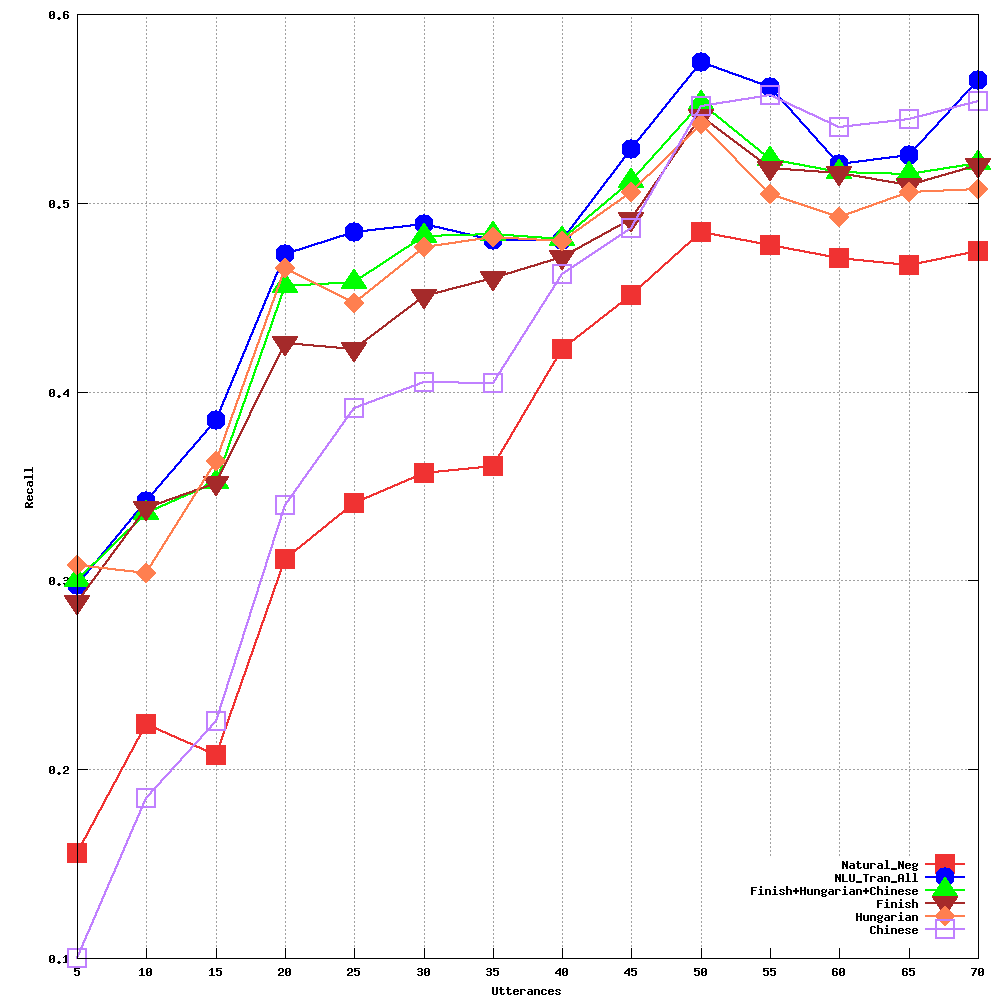 0.6
0.5
0.4
0.3
0.2
0.1
Recall
Natural_Neg
NLU_Tran_All
Finish+Hungarian+Chinese
Finish
Hungarian
Chinese
5 10 15 20 25 30 35 40 45 50 55 60 65 70
Utterances